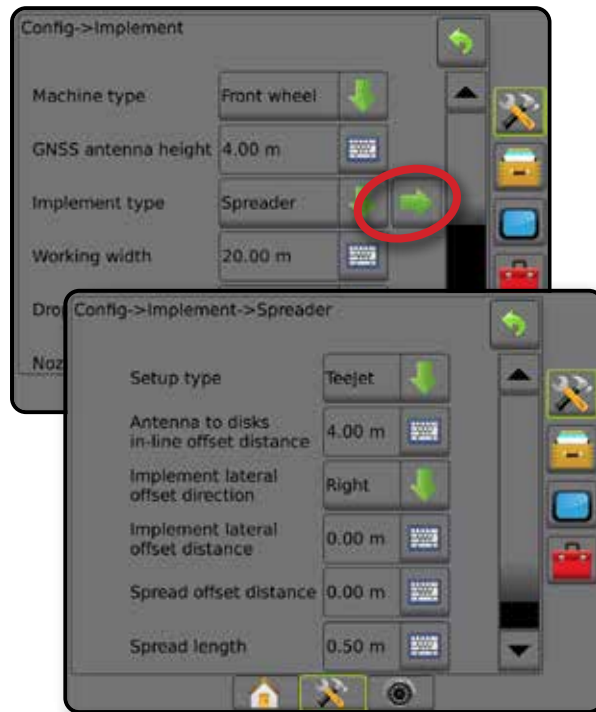 Config->Implement
Machine type Front wheel
GNSS antenna height 4.00 m
Implement type Spreader
Working width 20.00 m
Dro
Noz
Config->Implement->Spreader
Setup type TeeJet
Antenna to disks
in-line offset distance 4.00 m
Implement lateral
offset direction Right
Implement lateral
offset distance 0.00 m
Spread offset distance 0.00 m
Spread length 0.50 m